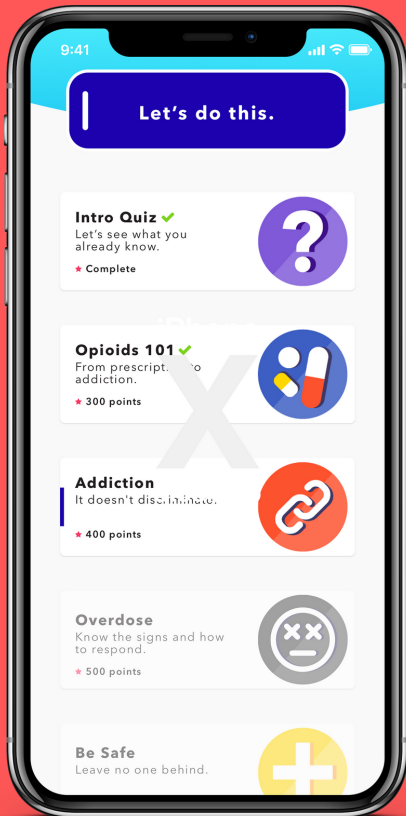 9:41
Let's do this.
Intro Quiz
Let's see what you
already know.
Complete
iPhone
X
Opioids 101
From to
addiction.
300 points
Addiction
It doesn't
400 points
Overdose
Know the signs and how
to respond.
500 points
Be Safe
Leave no one behind.